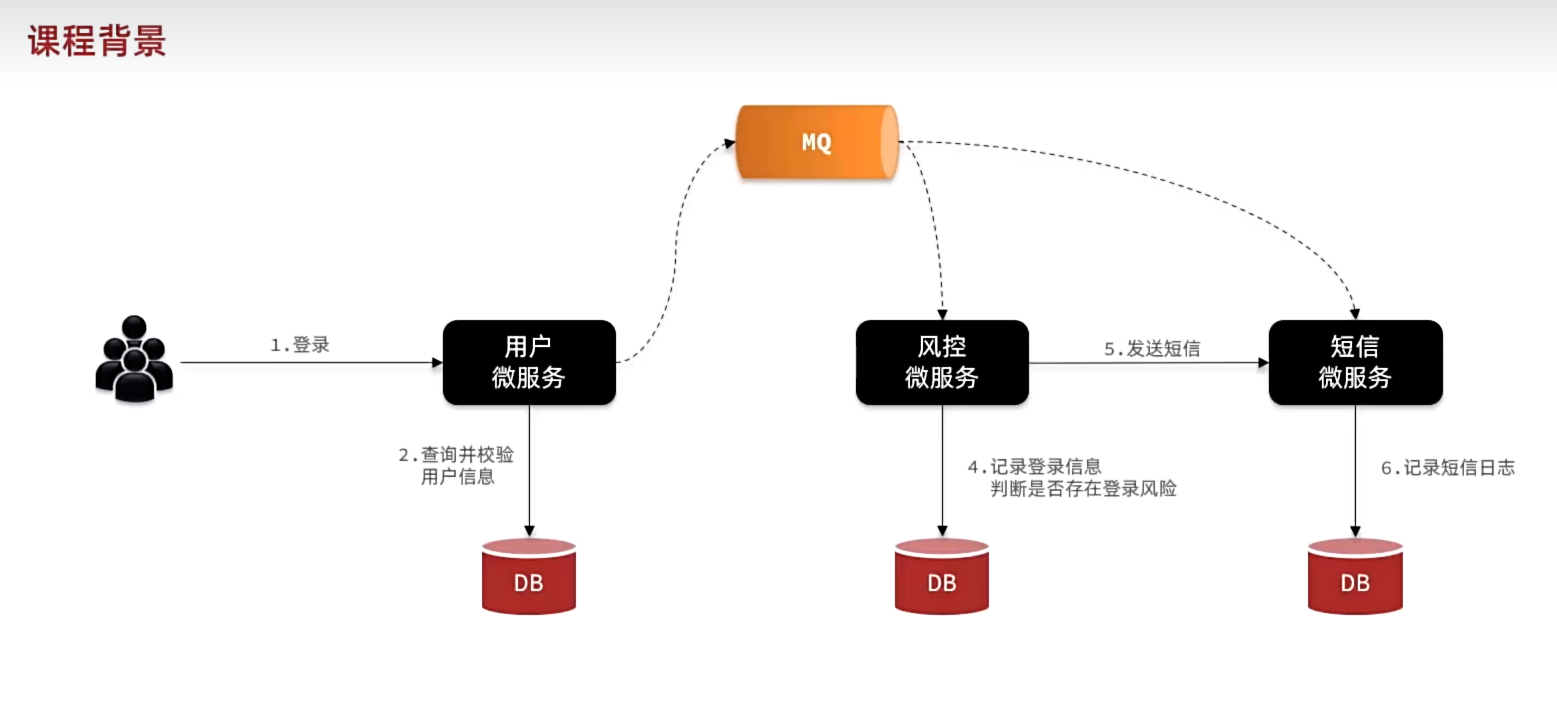 课程背景
MQ
1.登录
用户
微服务
风控
微服务
5.发送短信
短信
微服务
2.查询并校验
用户信息
4.记录登录信息
判断是否存在登录风险
6.记录短信日志
DB
DB
DB